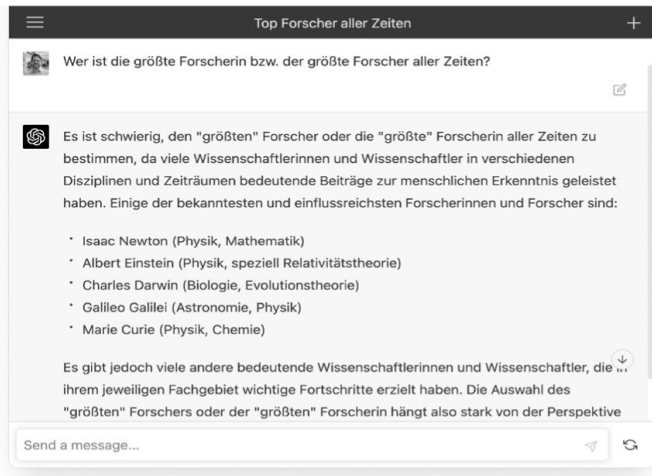 Top Forscher aller Zeiten
Wer ist die größte Forscherin bzw. der größte Forscher aller Zeiten?
Es ist schwierig, den "größten" Forscher oder die "größte" Forscherin aller Zeiten zu
bestimmen, da viele Wissenschaftlerinnen und Wissenschaftler in verschiedenen
Disziplinen und Zeiträumen bedeutende Beiträge zur menschlichen Erkenntnis geleistet
haben. Einige der bekanntesten und einflussreichsten Forscherinnen und Forscher sind:
• Isaac Newton (Physik, Mathematik)
• Albert Einstein (Physik, speziell Relativitätstheorie)
• Charles Darwin (Biologie, Evolutionstheorie)
• Galileo Galilei (Astronomie, Physik)
• Marie Curie (Physik, Chemie)
Es gibt jedoch viele andere bedeutende Wissenschaftlerinnen und Wissenschaftler, die in
ihrem jeweiligen Fachgebiet wichtige Fortschritte erzielt haben. Die Auswahl des
"größten" Forschers oder der "größten" Forscherin hängt also stark von der Perspektive
Send a message...